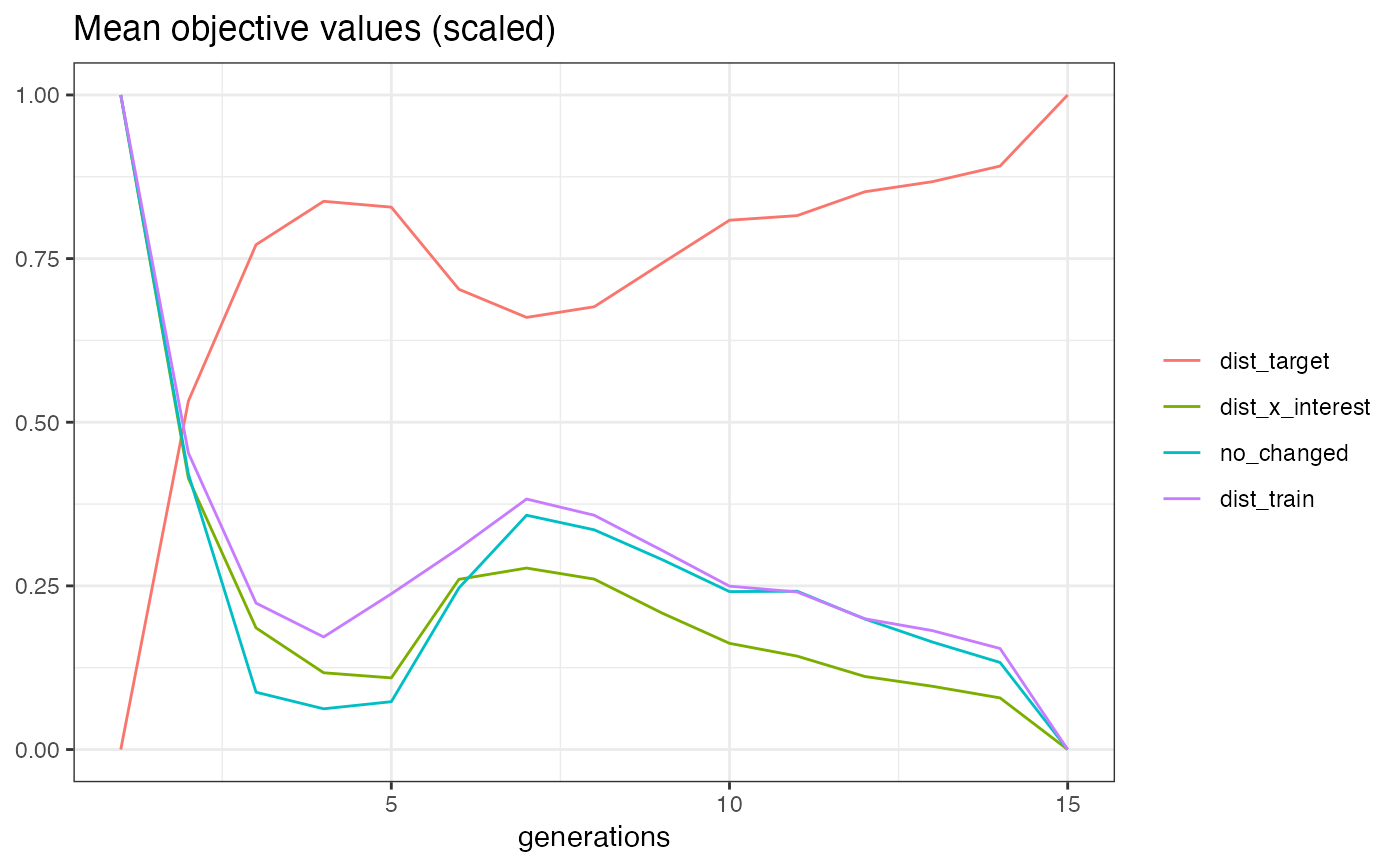 Mean objective values (scaled)
1.00
0.75
0.50
0.25
0.00
5 10 15
generations
dist_target
dist_x_interest
no_changed
dist_train